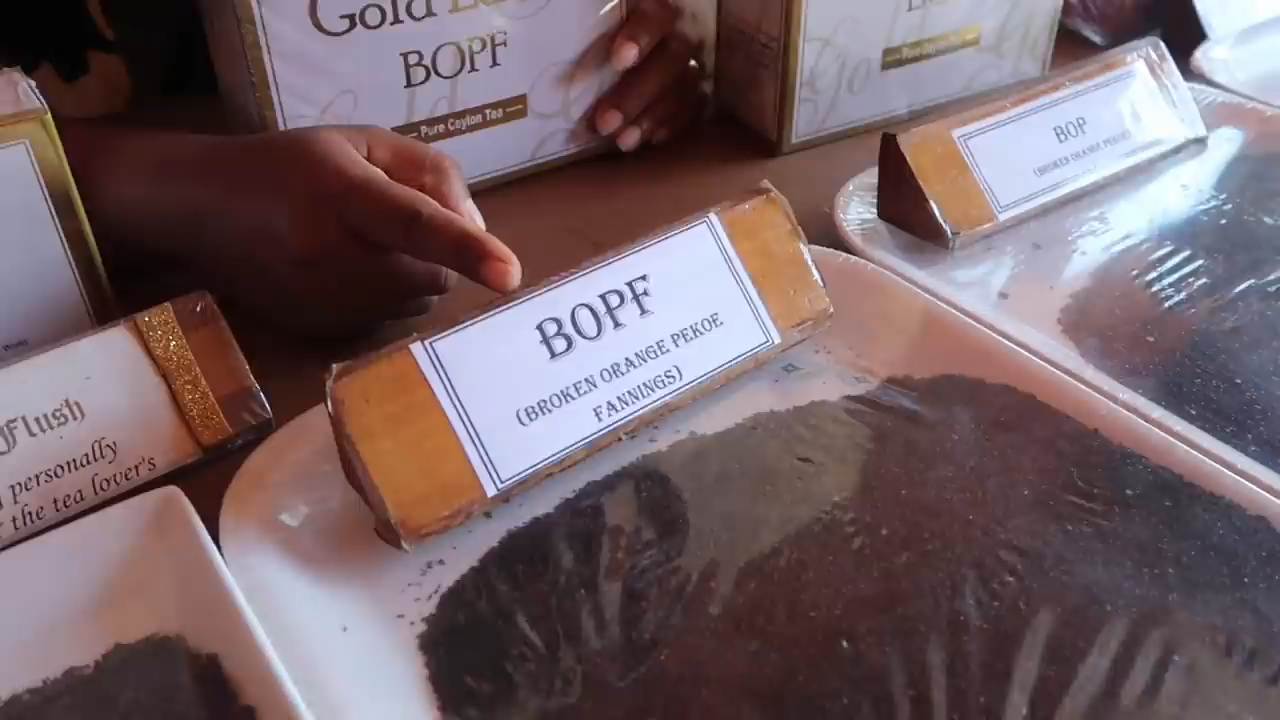 Gold
BOPF
Pure Ceylon Tea
Pure Ceylon Tea
BOP
(BROKEN ORANGE PEKOE)
BOPF
(BROKEN ORANGE PEKOE
FANNINGS)
Flush
personally
the tea lover's